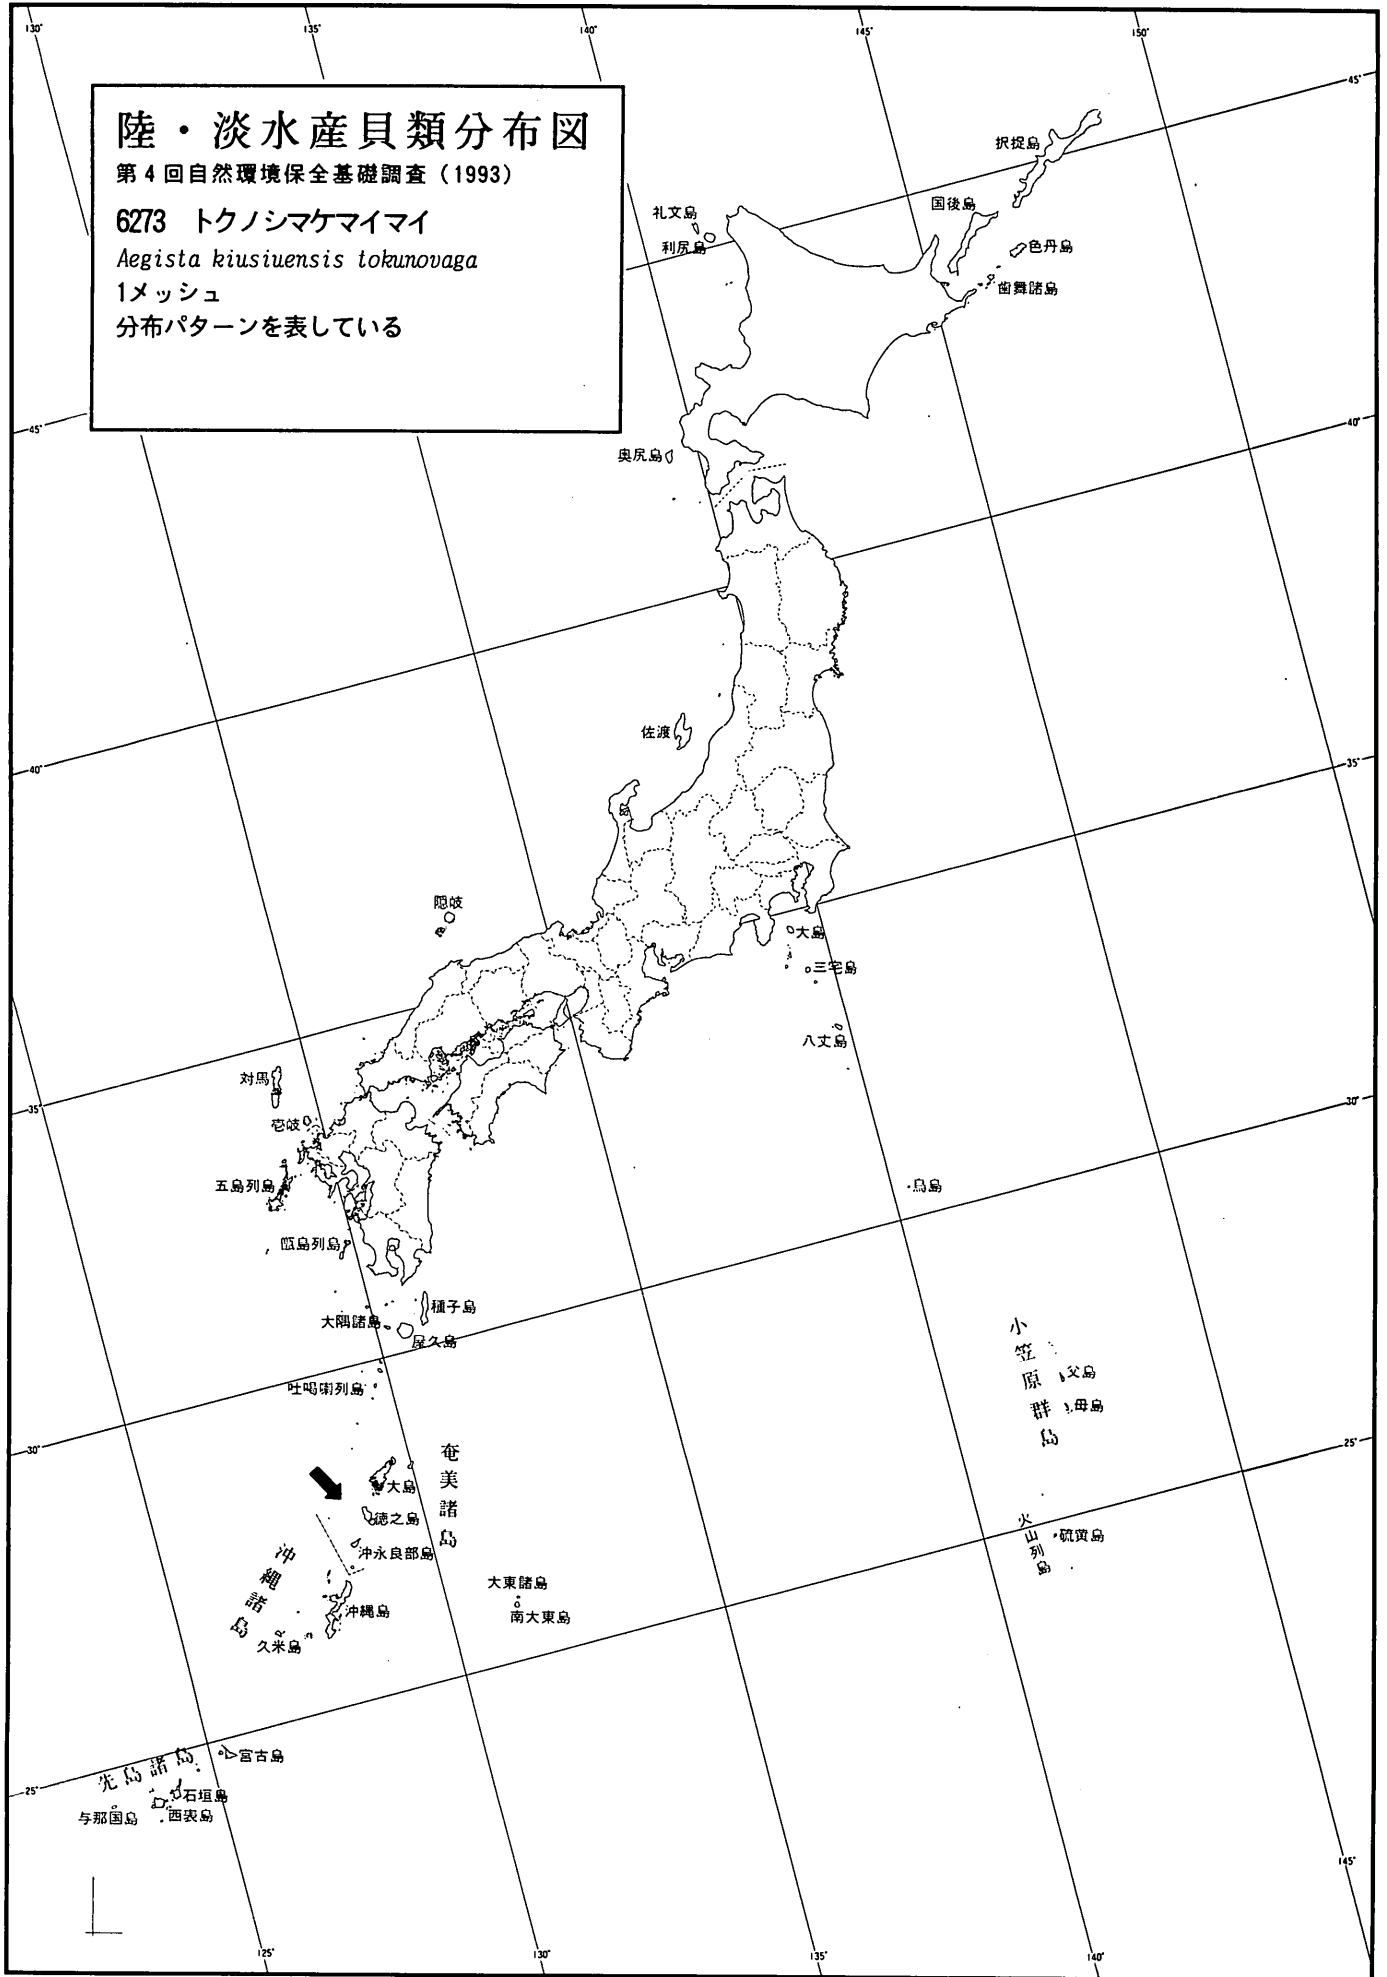 130°
135°
140°
145°
150°
45°
陸・淡水産貝類分布図
第4回自然環境保全基礎調査（1993）
6273 トクノシマケマイマイ
Aegista kiusiuensis tokunovaga
1メッシュ
分布パターンを表している
択捉島
国後島
色丹島
歯舞諸島
礼文島
利尻島
45°
40°
奥尻島
佐渡
40°
35°
隠岐
大島
三宅島
八丈島
対馬
壱岐
35°
30°
五島列島
鳥島
甑島列島
種子島
大隅諸島
屋久島
吐噶喇列島
小笠原群島
父島
母島
30°
25°
奄美諸島
大島
徳之島
沖永良部島
火山列島
硫黄島
沖縄諸島
大東諸島
南大東島
沖縄島
久米島
先島諸島
宮古島
25°
石垣島
与那国島
西表島
145°
125°
130°
135°
140°